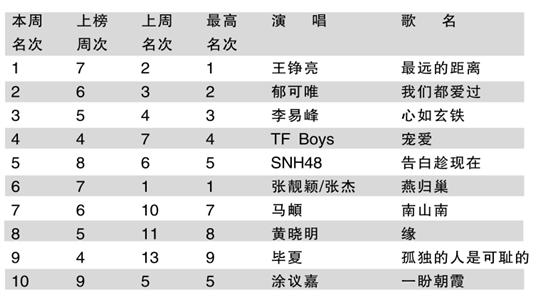 本周 上榜 上周 最高 演 唱 歌 名
名次 周次 名次 名次
1 7 2 1 王铮亮 最远的距离
2 6 3 2 郁可唯 我们都爱过
3 5 4 3 李易峰 心如玄铁
4 4 7 4 TF Boys 宠爱
5 8 6 5 SNH48 告白趁现在
6 7 1 1 张靓颖/张杰 燕归巢
7 6 10 7 马頔 南山南
8 5 11 8 黄晓明 缘
9 4 13 9 毕夏 孤独的人是可耻的
10 9 5 5 涂议嘉 一盼朝霞